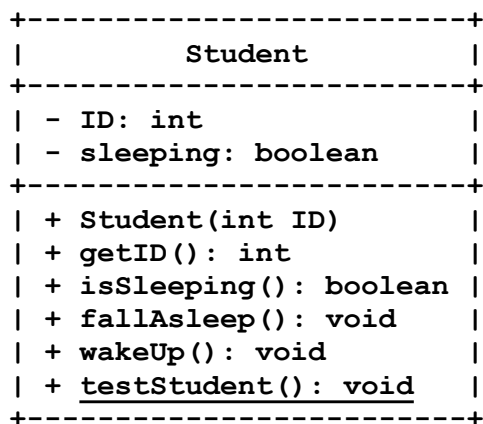 +-------------------------+
|         Student         |
+-------------------------+
| - ID: int               |
| - sleeping: boolean     |
+-------------------------+
| + Student(int ID)       |
| + getID(): int          |
| + isSleeping(): boolean |
| + fallAsleep(): void    |
| + wakeUp(): void        |
| + testStudent(): void   |
+-------------------------+